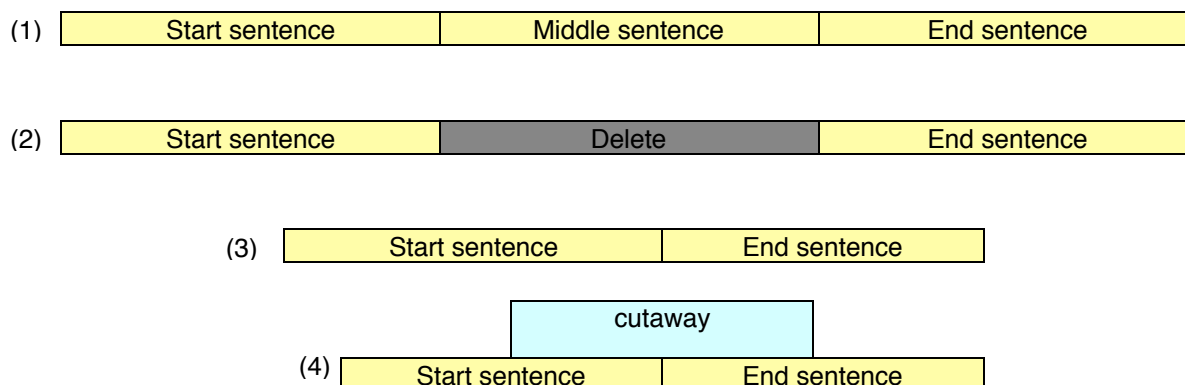 (1) Start sentence Middle sentence End sentence
(2) Start sentence Delete End sentence
(3) Start sentence End sentence
cutaway
(4) Start sentence End sentence